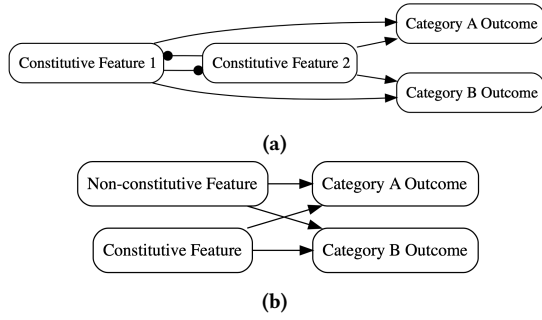 Category A Outcome
Constitutive Feature 1
Constitutive Feature 2
Category B Outcome
(a)
Non-constitutive Feature
Category A Outcome
Constitutive Feature
Category B Outcome
(b)